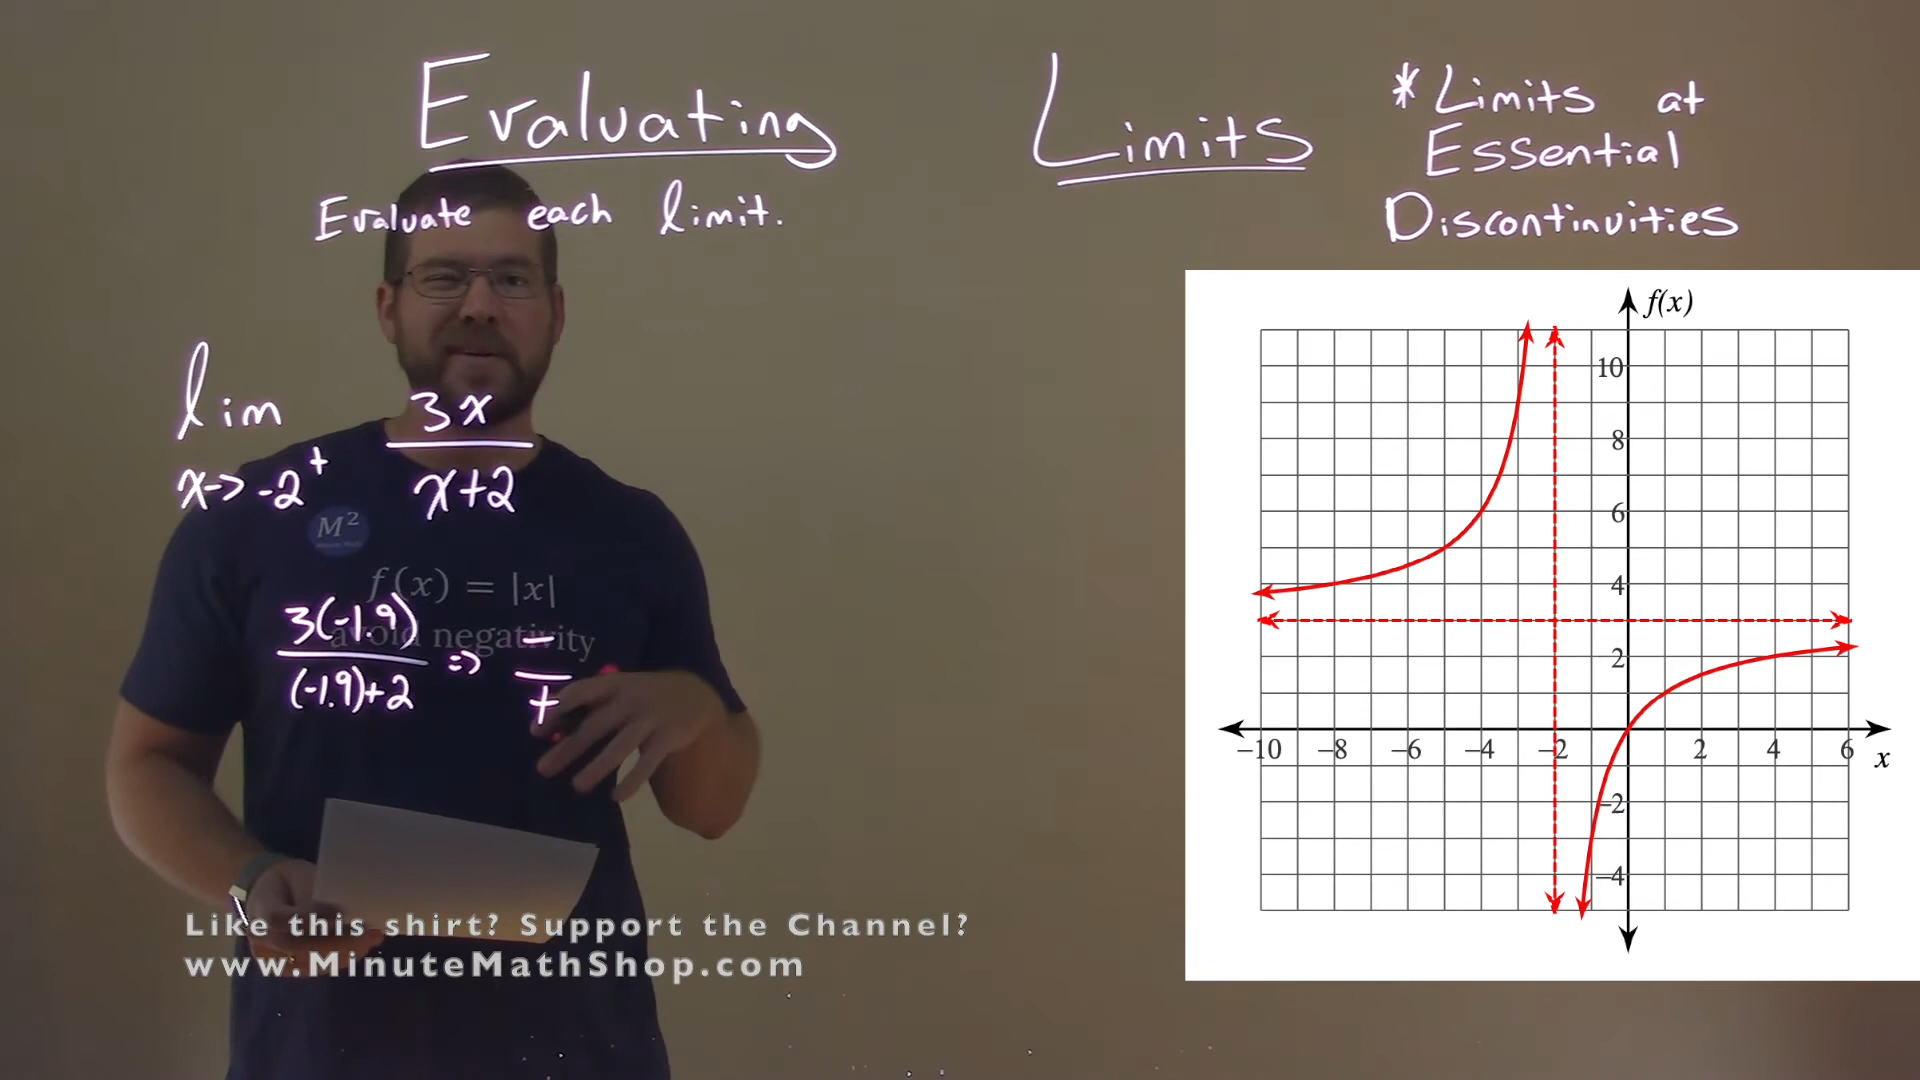 Evaluating Limits
* Limits at
Essential
Discontinuities
Evaluate each limit.
lim 3x
x-> -2⁺ x+2
M²
f(x) = |x|
avoid negativity
3(-1.9) => −
(-1.9)+2 +
Like this shirt? Support the Channel?
www.MinuteMathShop.com
f(x)
10
8
6
4
2
−10 −8 −6 −4 −2 2 4 6 x
−2
−4